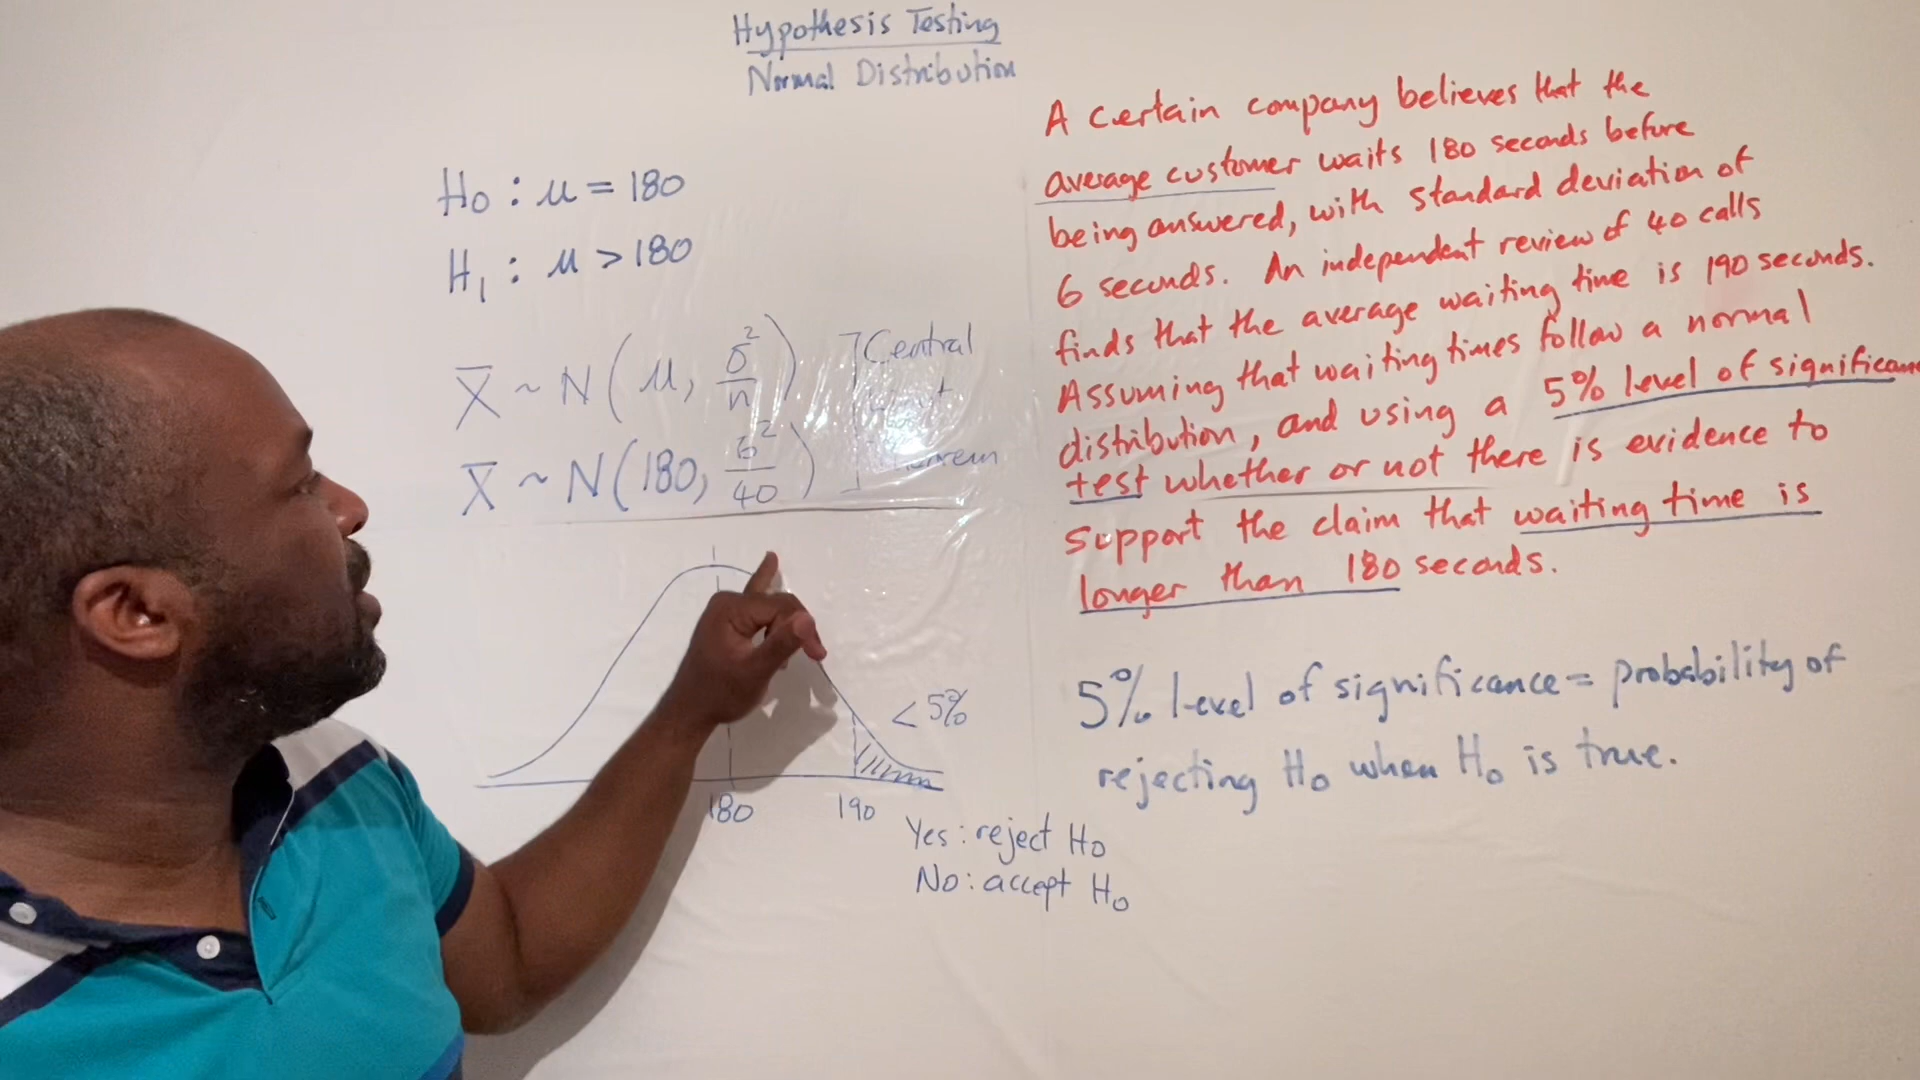 Hypothesis Testing
Normal Distribution
H₀ : μ = 180
H₁ : μ > 180
X̄ ~ N(μ, σ²/n) ] Central
X̄ ~ N(180, 6²/40)
< 5%
180 190
Yes: reject H₀
No: accept H₀
A certain company believes that the
average customer waits 180 seconds before
being answered, with standard deviation of
6 seconds. An independent review of 40 calls
finds that the average waiting time is 190 seconds.
Assuming that waiting times follow a normal
distribution, and using a 5% level of significance
test whether or not there is evidence to
support the claim that waiting time is
longer than 180 seconds.
5% level of significance = probability of
rejecting H₀ when H₀ is true.